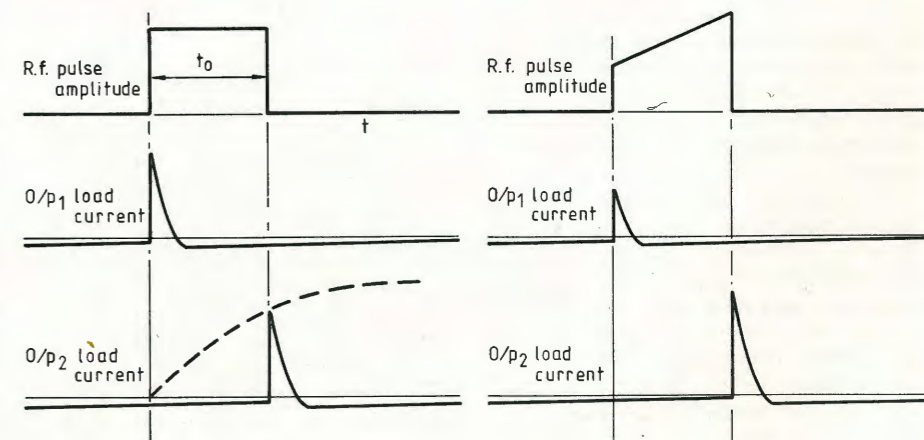 R.f. pulse
amplitude
t₀
t
O/p₁ load
current
O/p₂ load
current
R.f. pulse
amplitude
O/p₁ load
current
O/p₂ load
current